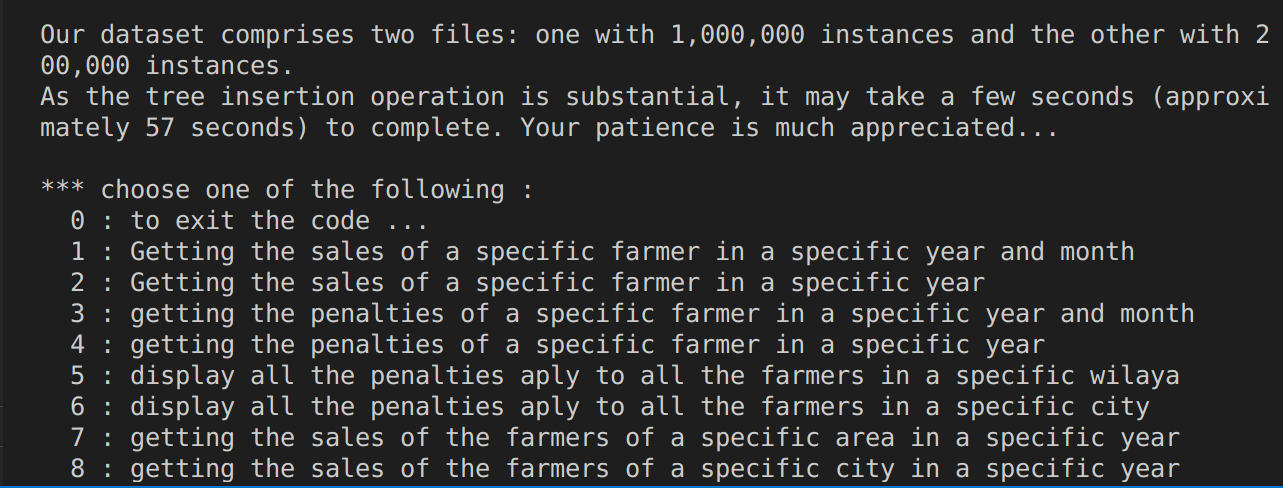 Our dataset comprises two files: one with 1,000,000 instances and the other with 2
00,000 instances.
As the tree insertion operation is substantial, it may take a few seconds (approxi
mately 57 seconds) to complete. Your patience is much appreciated...

*** choose one of the following :
  0 : to exit the code ...
  1 : Getting the sales of a specific farmer in a specific year and month
  2 : Getting the sales of a specific farmer in a specific year
  3 : getting the penalties of a specific farmer in a specific year and month
  4 : getting the penalties of a specific farmer in a specific year
  5 : display all the penalties aply to all the farmers in a specific wilaya
  6 : display all the penalties aply to all the farmers in a specific city
  7 : getting the sales of the farmers of a specific area in a specific year
  8 : getting the sales of the farmers of a specific city in a specific year